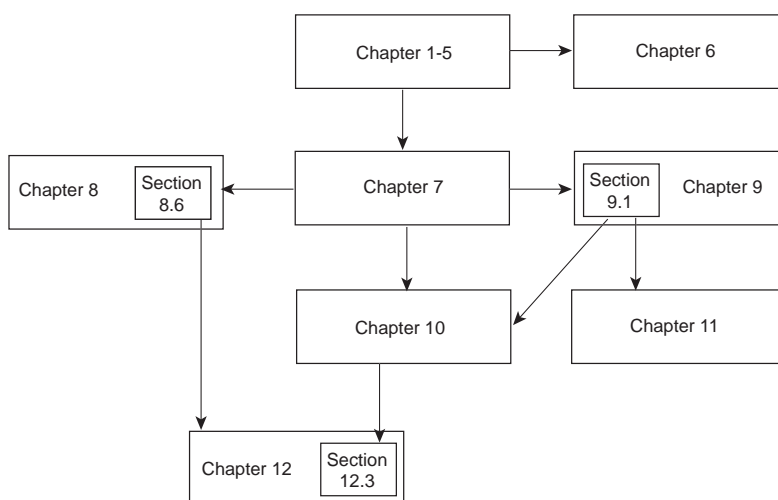 Chapter 1-5
Chapter 6
Chapter 8
Section
8.6
Chapter 7
Section
9.1
Chapter 9
Chapter 10
Chapter 11
Chapter 12
Section
12.3